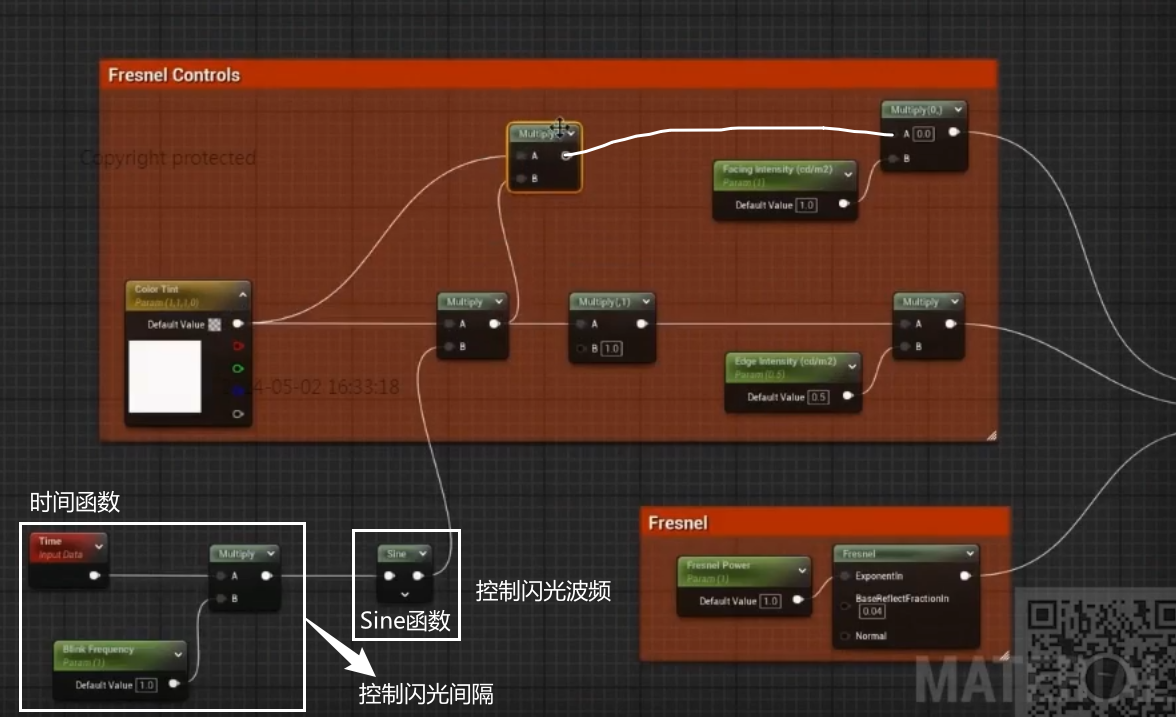 Fresnel Controls
Copyright protected
Multiply(0,)
A 0.0
B
Multiply
A
B
Facing Intensity (cd/m2)
Param (1)
Default Value 1.0
Color Tint
Param (1,1,1,0)
Default Value
Multiply
A
B
Multiply(,1)
A
B 1.0
Multiply
A
B
Edge Intensity (cd/m2)
Param (0.5)
Default Value 0.5
4-05-02 16:33:18
时间函数
Time
Input Data
Multiply
A
B
Blink Frequency
Param (1)
Default Value 1.0
Sine
Sine函数
控制闪光波频
控制闪光间隔
Fresnel
Fresnel Power
Param (1)
Default Value 1.0
Fresnel
ExponentIn
BaseReflectFractionIn
0.04
Normal